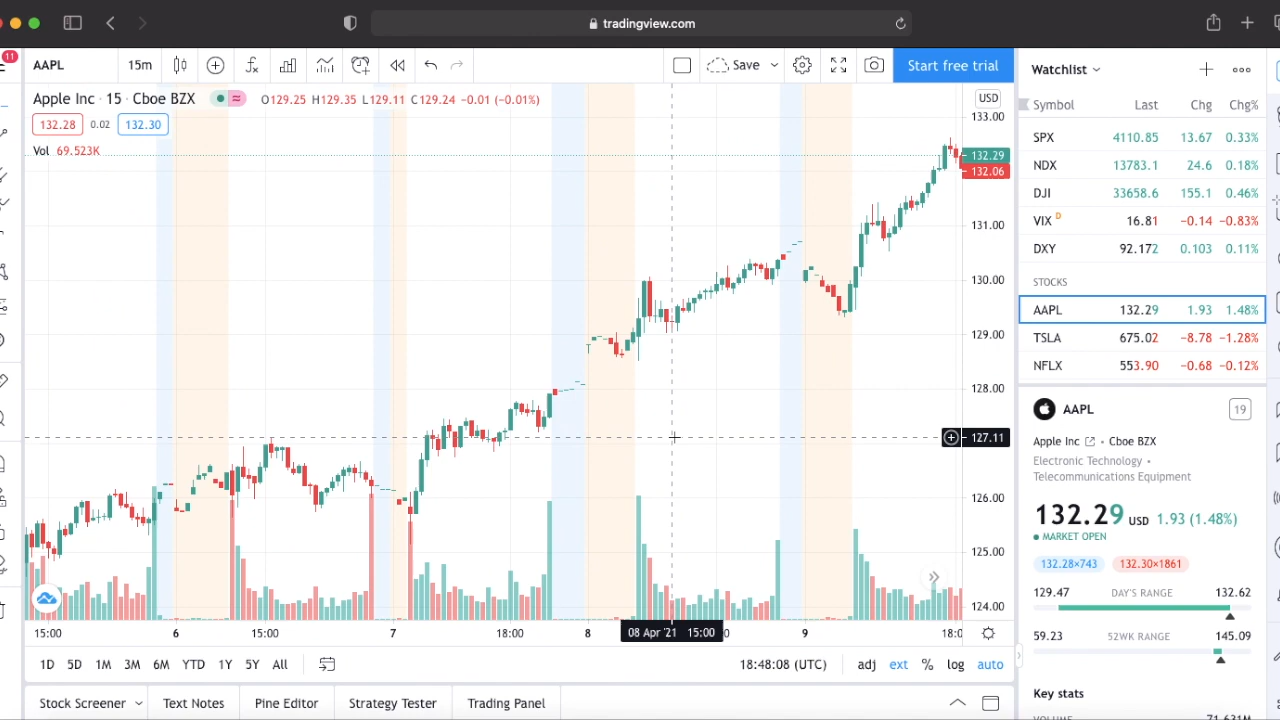 tradingview.com
11
AAPL 15m Save Start free trial
Apple Inc · 15 · Cboe BZX ≈ O129.25 H129.35 L129.11 C129.24 −0.01 (−0.01%)
132.28 0.02 132.30
Vol 69.523K
USD
133.00
132.29
132.06
131.00
130.00
129.00
128.00
127.11
126.00
125.00
124.00
15:00 6 15:00 7 18:00 8 08 Apr '21 15:00 9
1D 5D 1M 3M 6M YTD 1Y 5Y All 18:48:08 (UTC) adj ext % log auto
Stock Screener Text Notes Pine Editor Strategy Tester Trading Panel
Watchlist
Symbol Last Chg Chg%
SPX 4110.85 13.67 0.33%
NDX 13783.1 24.6 0.18%
DJI 33658.6 155.1 0.46%
VIX D 16.81 −0.14 −0.83%
DXY 92.172 0.103 0.11%
STOCKS
AAPL 132.29 1.93 1.48%
TSLA 675.02 −8.78 −1.28%
NFLX 553.90 −0.68 −0.12%
AAPL 19
Apple Inc · Cboe BZX
Electronic Technology •
Telecommunications Equipment
132.29 USD 1.93 (1.48%)
MARKET OPEN
132.28×743 132.30×1861
129.47 DAY'S RANGE 132.62
59.23 52WK RANGE 145.09
Key stats